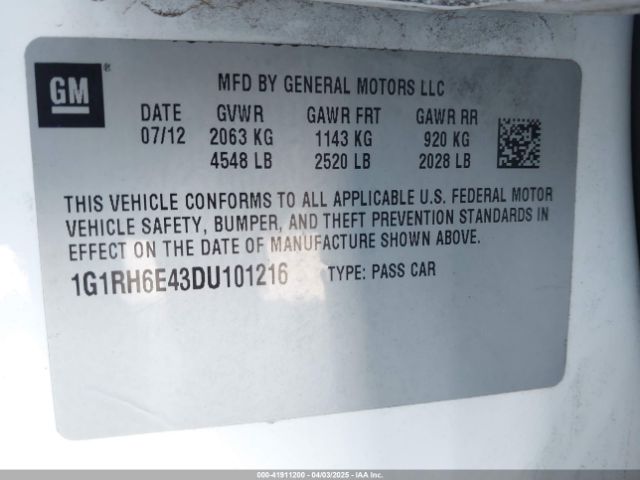 GM®
MFD BY GENERAL MOTORS LLC
DATE GVWR GAWR FRT GAWR RR
07/12 2063 KG 1143 KG 920 KG
4548 LB 2520 LB 2028 LB
THIS VEHICLE CONFORMS TO ALL APPLICABLE U.S. FEDERAL MOTOR
VEHICLE SAFETY, BUMPER, AND THEFT PREVENTION STANDARDS IN
EFFECT ON THE DATE OF MANUFACTURE SHOWN ABOVE.
1G1RH6E43DU101216 TYPE: PASS CAR
000-41911200 - 04/03/2025 - IAAI.COM